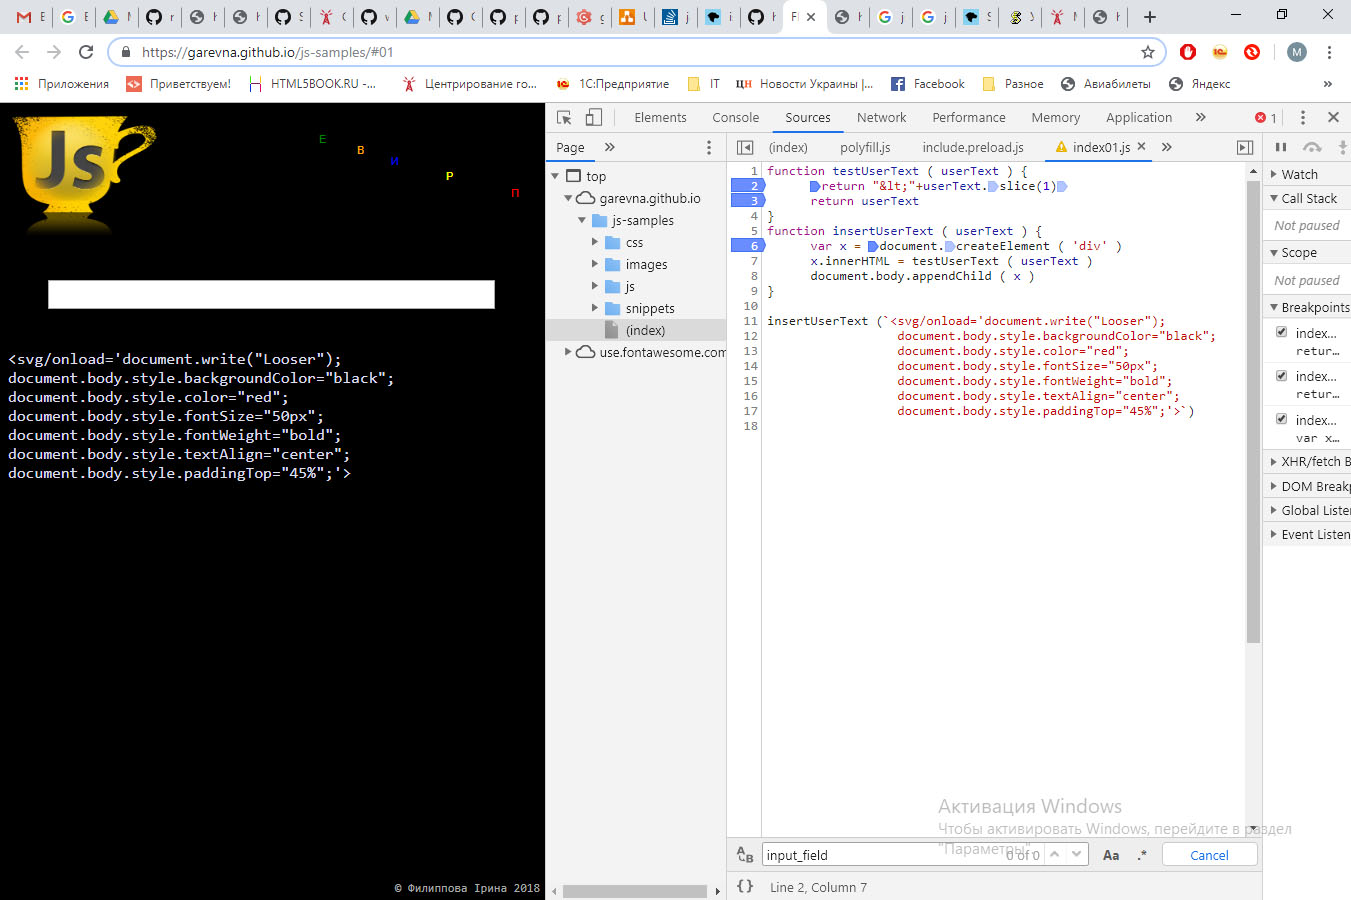 E
E
N
r
H
H
S
C
v
N
C
p
p
g
L
j
i
H
F
H
j
j
S
У
N
H
https://garevna.github.io/js-samples/#01
M
Приложения
Приветствуем!
HTML5BOOK.RU -...
Центрирование го...
1С:Предприятие
IT
ЦН
Новости Украины |...
Facebook
Разное
Авиабилеты
Яндекс
»
Js
Е
В
И
Р
П
<svg/onload='document.write("Looser");
document.body.style.backgroundColor="black";
document.body.style.color="red";
document.body.style.fontSize="50px";
document.body.style.fontWeight="bold";
document.body.style.textAlign="center";
document.body.style.paddingTop="45%";'>
© Филиппова Ірина 2018
Elements Console Sources Network Performance Memory Application » 1
Page »
top
garevna.github.io
js-samples
css
images
js
snippets
(index)
use.fontawesome.com
(index) polyfill.js include.preload.js index01.js »
1 function testUserText ( userText ) {
2 return "&lt;"+userText.slice(1)
3 return userText
4 }
5 function insertUserText ( userText ) {
6 var x = document.createElement ( 'div' )
7 x.innerHTML = testUserText ( userText )
8 document.body.appendChild ( x )
9 }
10
11 insertUserText (`<svg/onload='document.write("Looser");
12 document.body.style.backgroundColor="black";
13 document.body.style.color="red";
14 document.body.style.fontSize="50px";
15 document.body.style.fontWeight="bold";
16 document.body.style.textAlign="center";
17 document.body.style.paddingTop="45%";'>`)
18
Активация Windows
Чтобы активировать Windows, перейдите в раздел
"Параметры".
input_field 0 of 0 Aa .* Cancel
{} Line 2, Column 7
Watch
Call Stack
Not paused
Scope
Not paused
Breakpoints
index...
retur...
index...
retur...
index...
var x...
XHR/fetch B
DOM Breakp
Global Liste
Event Listen